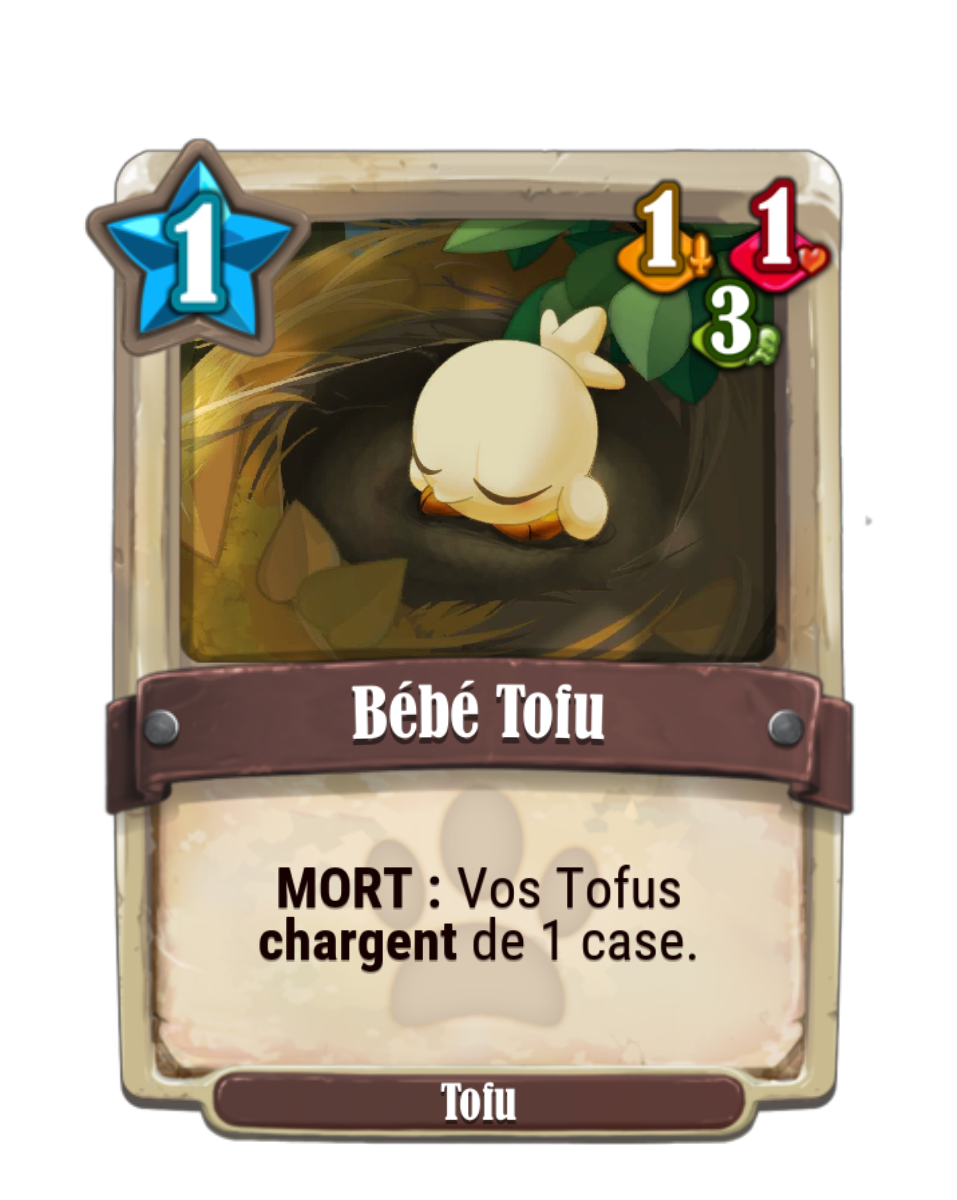 1
1
1
3
Bébé Tofu
MORT : Vos Tofus
chargent de 1 case.
Tofu